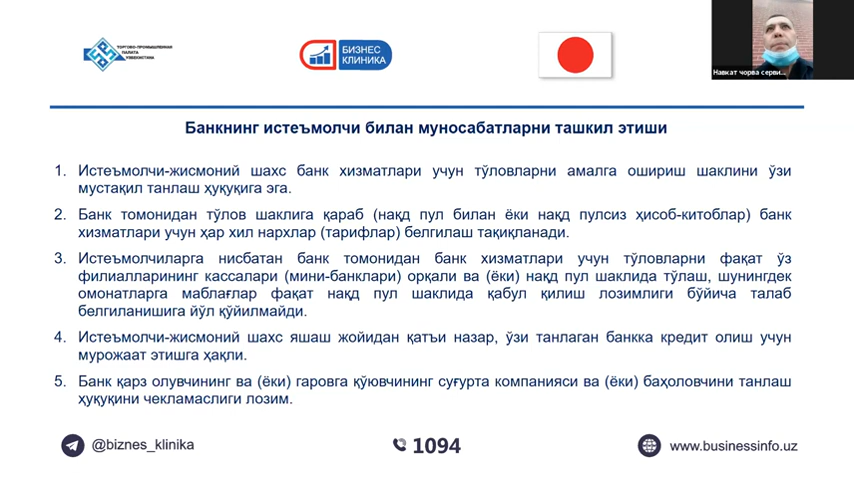 ТОРГОВО-ПРОМЫШЛЕННАЯ
ПАЛАТА
УЗБЕКИСТАНА
БИЗНЕС
КЛИНИКА
Навкат чорва серви...
Банкнинг истеъмолчи билан муносабатларни ташкил этиши
1. Истеъмолчи-жисмоний шахс банк хизматлари учун тўловларни амалга ошириш шаклини ўзи
мустақил танлаш ҳуқуқига эга.
2. Банк томонидан тўлов шаклига қараб (нақд пул билан ёки нақд пулсиз ҳисоб-китоблар) банк
хизматлари учун ҳар хил нархлар (тарифлар) белгилаш тақиқланади.
3. Истеъмолчиларга нисбатан банк томонидан банк хизматлари учун тўловларни фақат ўз
филиалларининг кассалари (мини-банклари) орқали ва (ёки) нақд пул шаклида тўлаш, шунингдек
омонатларга маблағлар фақат нақд пул шаклида қабул қилиш лозимлиги бўйича талаб
белгиланишига йўл қўйилмайди.
4. Истеъмолчи-жисмоний шахс яшаш жойидан қатъи назар, ўзи танлаган банкка кредит олиш учун
мурожаат этишга ҳақли.
5. Банк қарз олувчининг ва (ёки) гаровга қўювчининг суғурта компанияси ва (ёки) баҳоловчини танлаш
ҳуқуқини чекламаслиги лозим.
@biznes_klinika
1094
www.businessinfo.uz